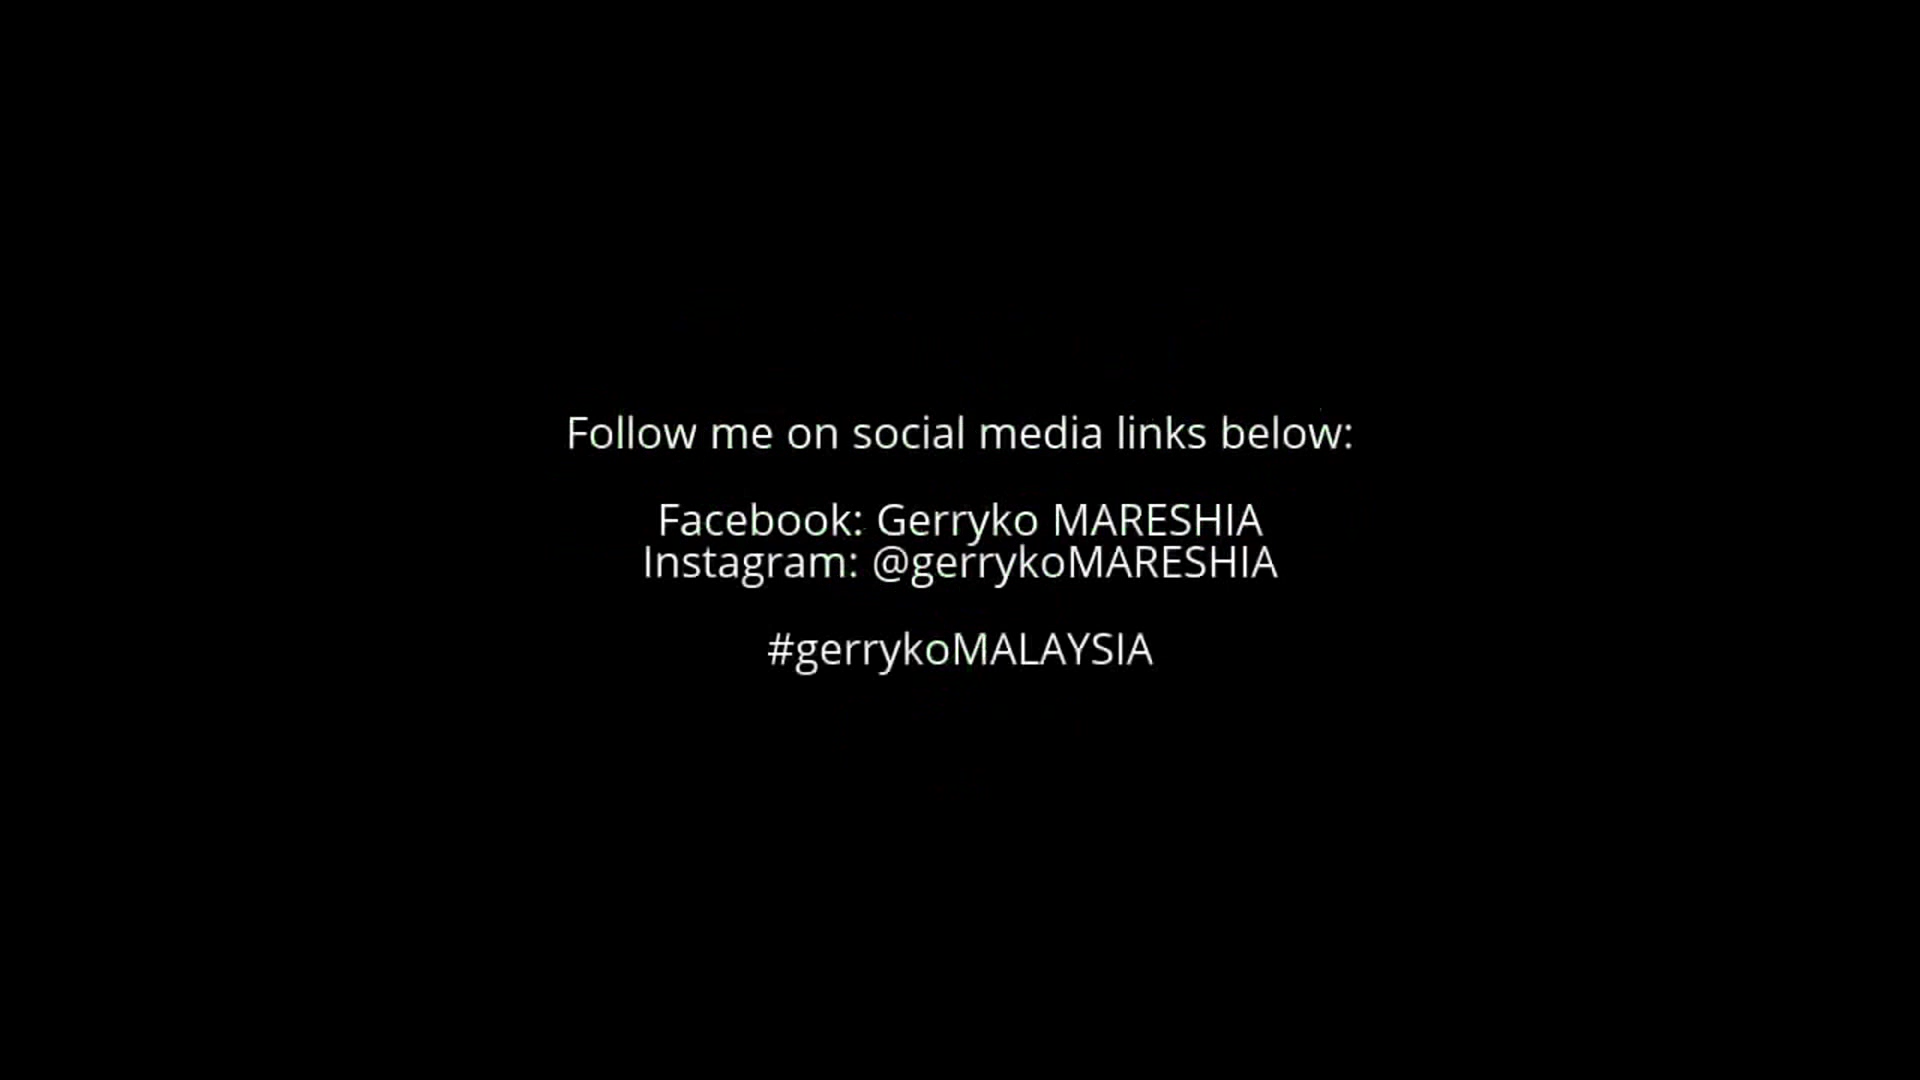 Follow me on social media links below:
Facebook: Gerryko MARESHIA
Instagram: @gerrykoMARESHIA
#gerrykoMALAYSIA